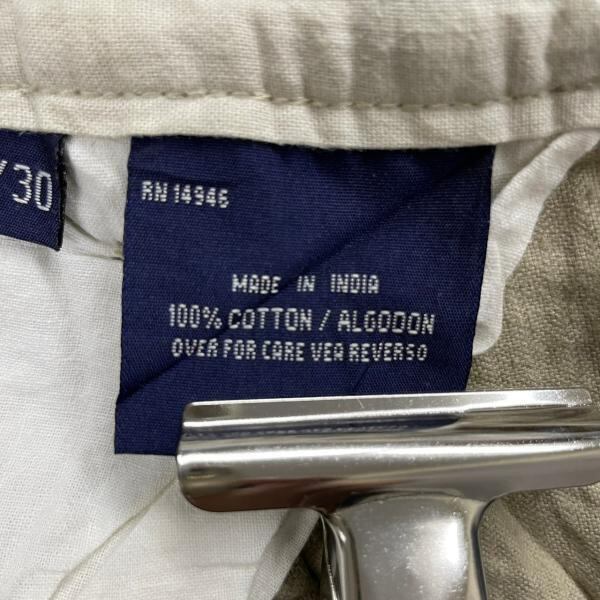 /30
RN 14946
MADE IN INDIA
100% COTTON / ALGODON
OVER FOR CARE VEA REVERSO